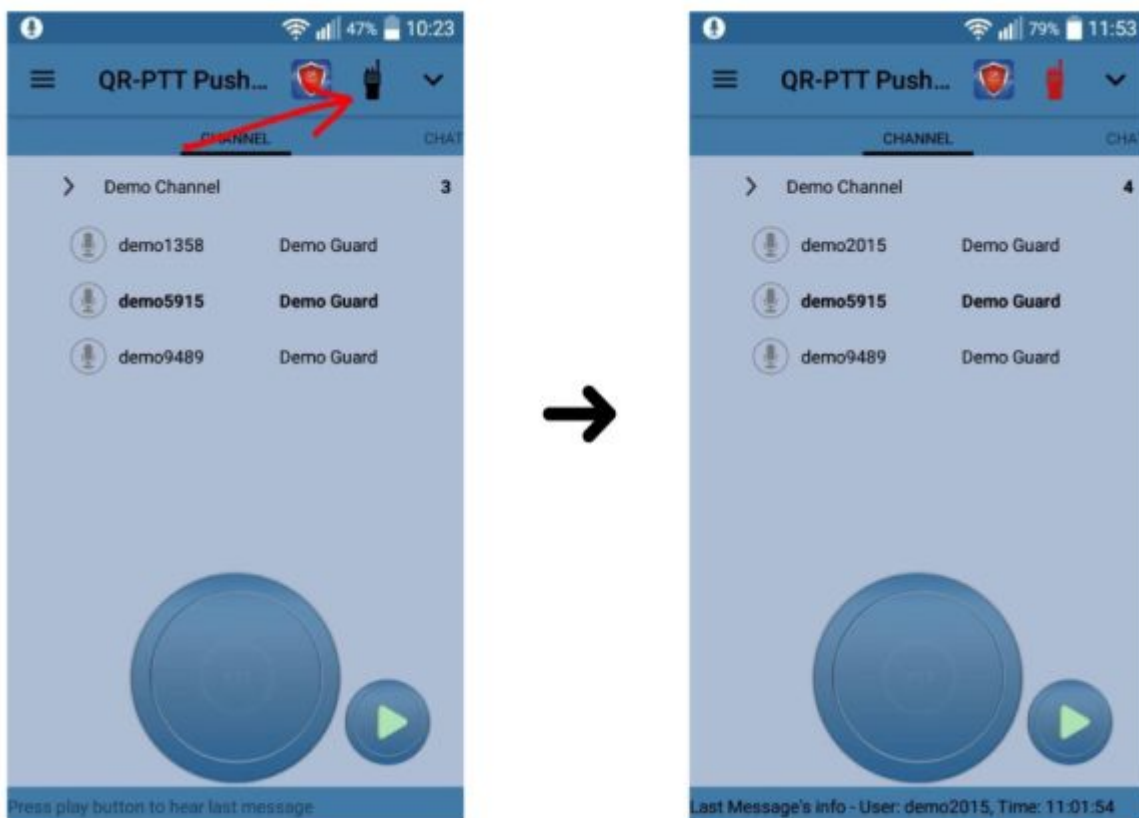 47% 10:23
QR-PTT Push...
CHANNEL
CHAT
Demo Channel 3
demo1358 Demo Guard
demo5915 Demo Guard
demo9489 Demo Guard
Press play button to hear last message
79% 11:53
QR-PTT Push...
CHANNEL
CHA
Demo Channel 4
demo2015 Demo Guard
demo5915 Demo Guard
demo9489 Demo Guard
Last Message's info - User: demo2015, Time: 11:01:54